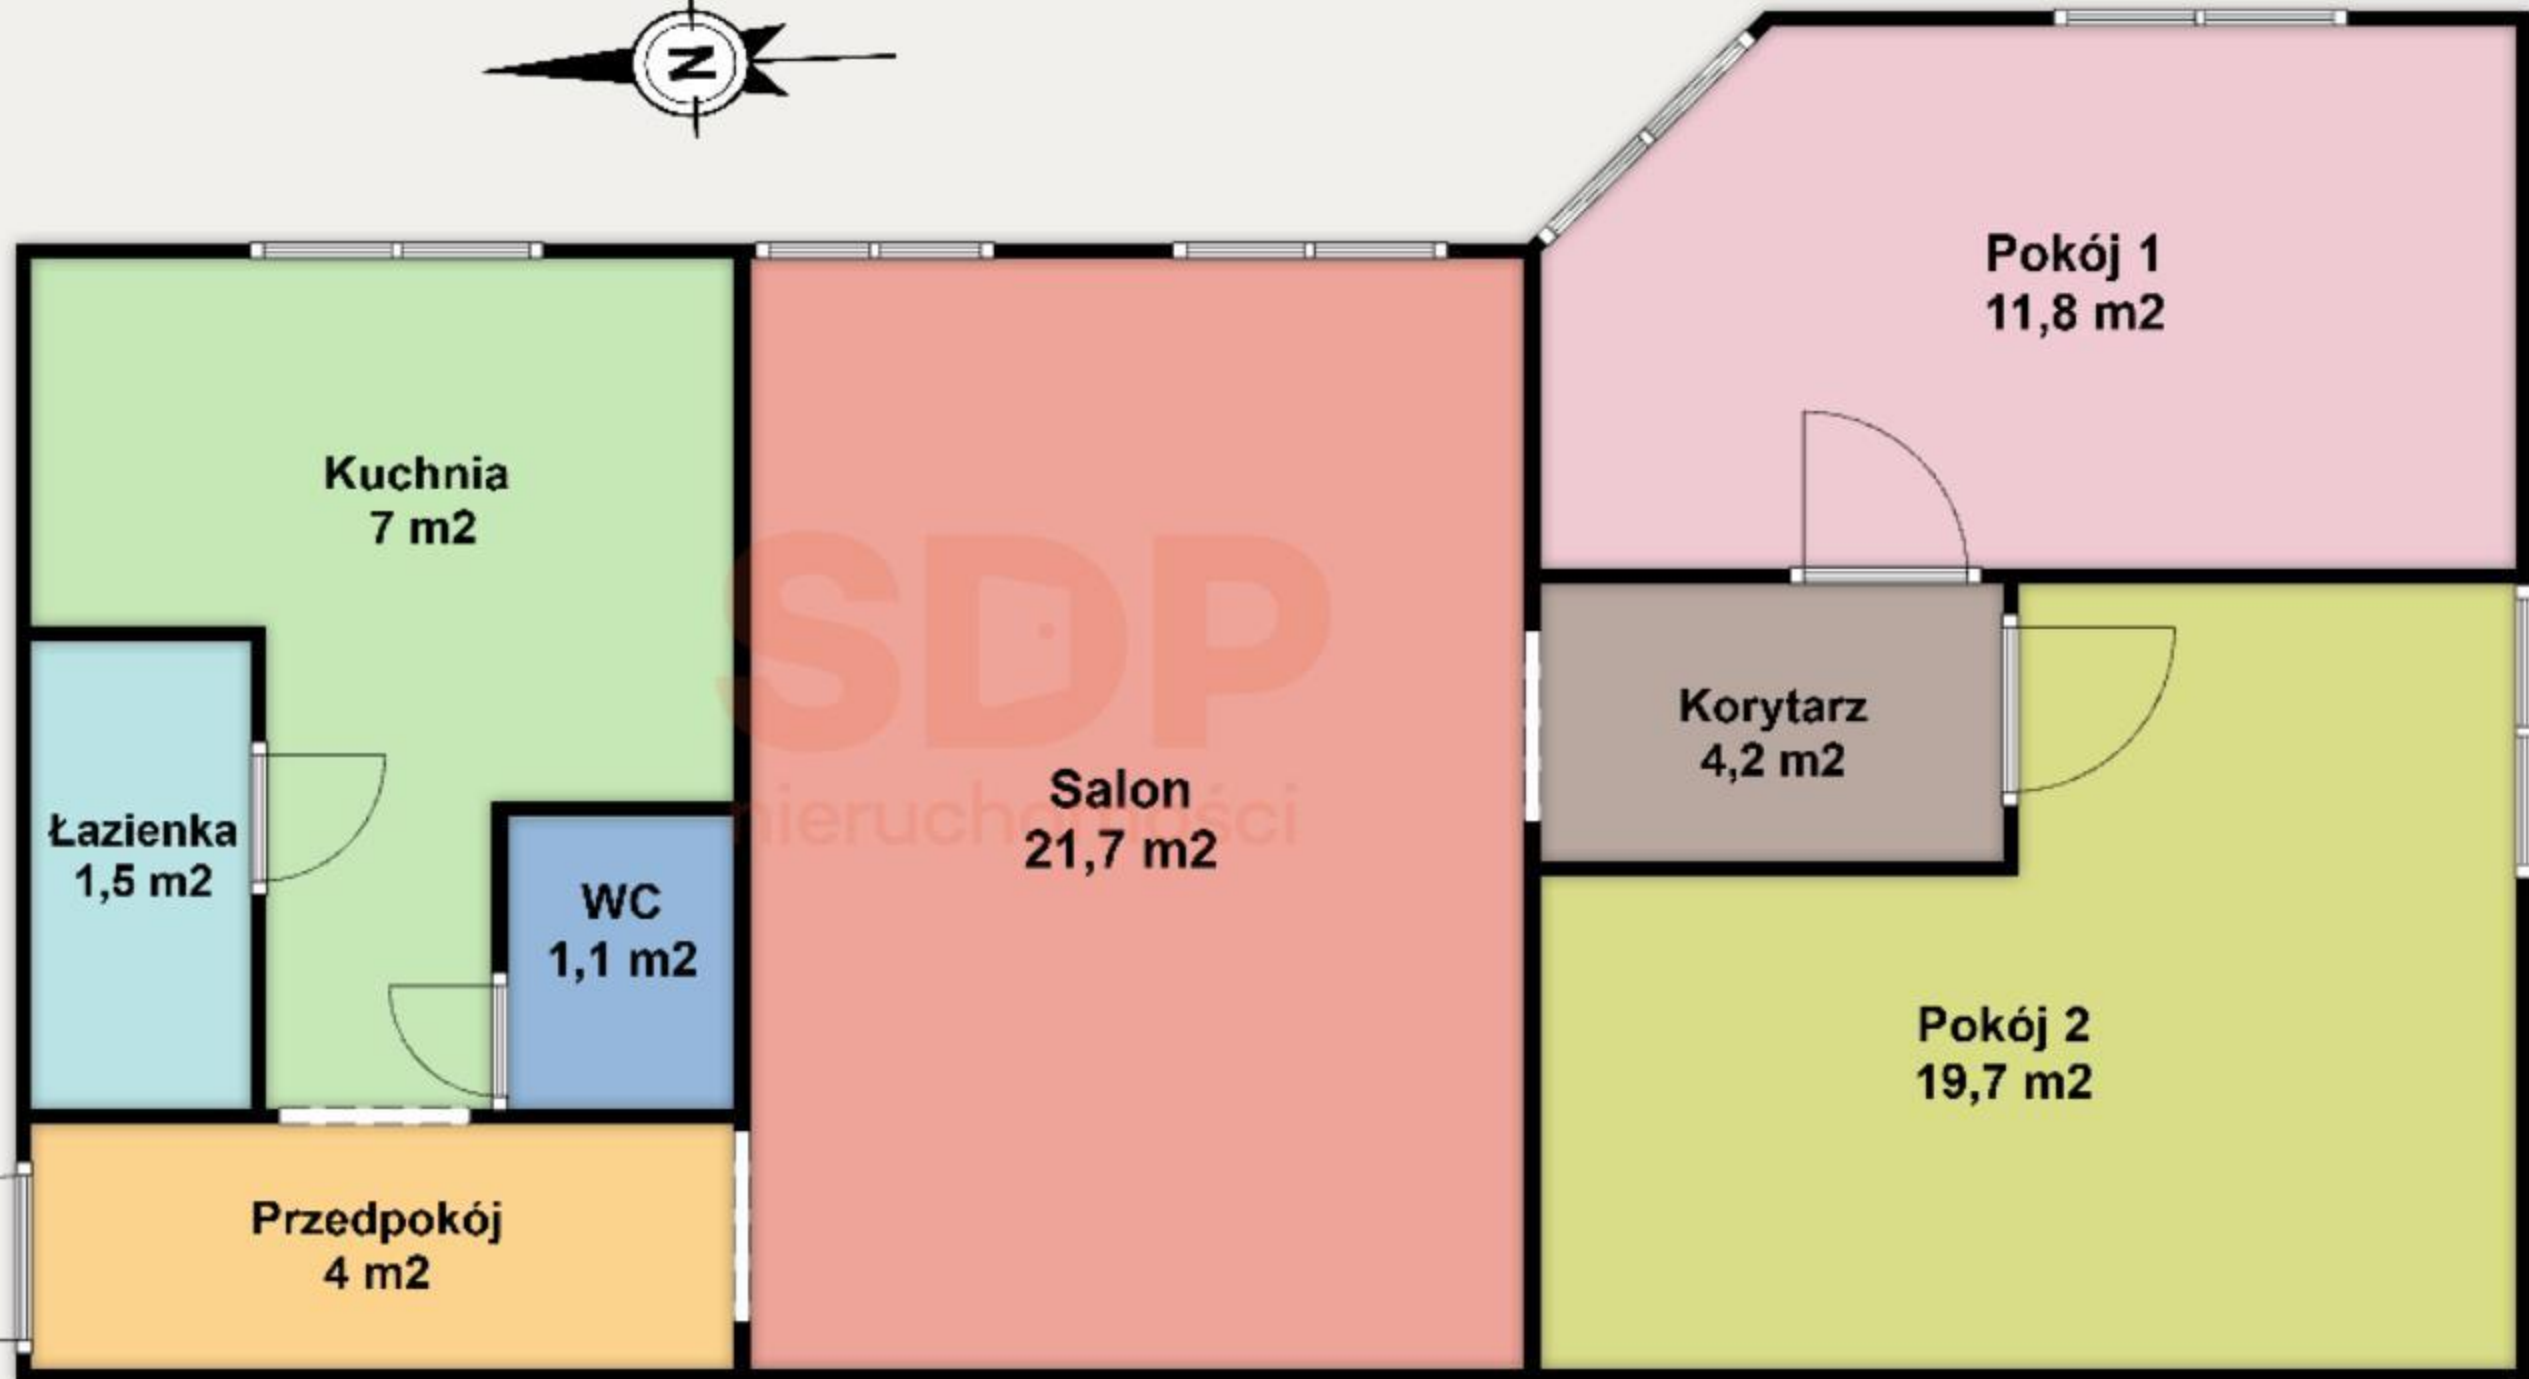 N
Pokój 1
11,8 m2
Kuchnia
7 m2
SDP
nieruchomości
Korytarz
4,2 m2
Salon
21,7 m2
Łazienka
1,5 m2
WC
1,1 m2
Pokój 2
19,7 m2
Przedpokój
4 m2